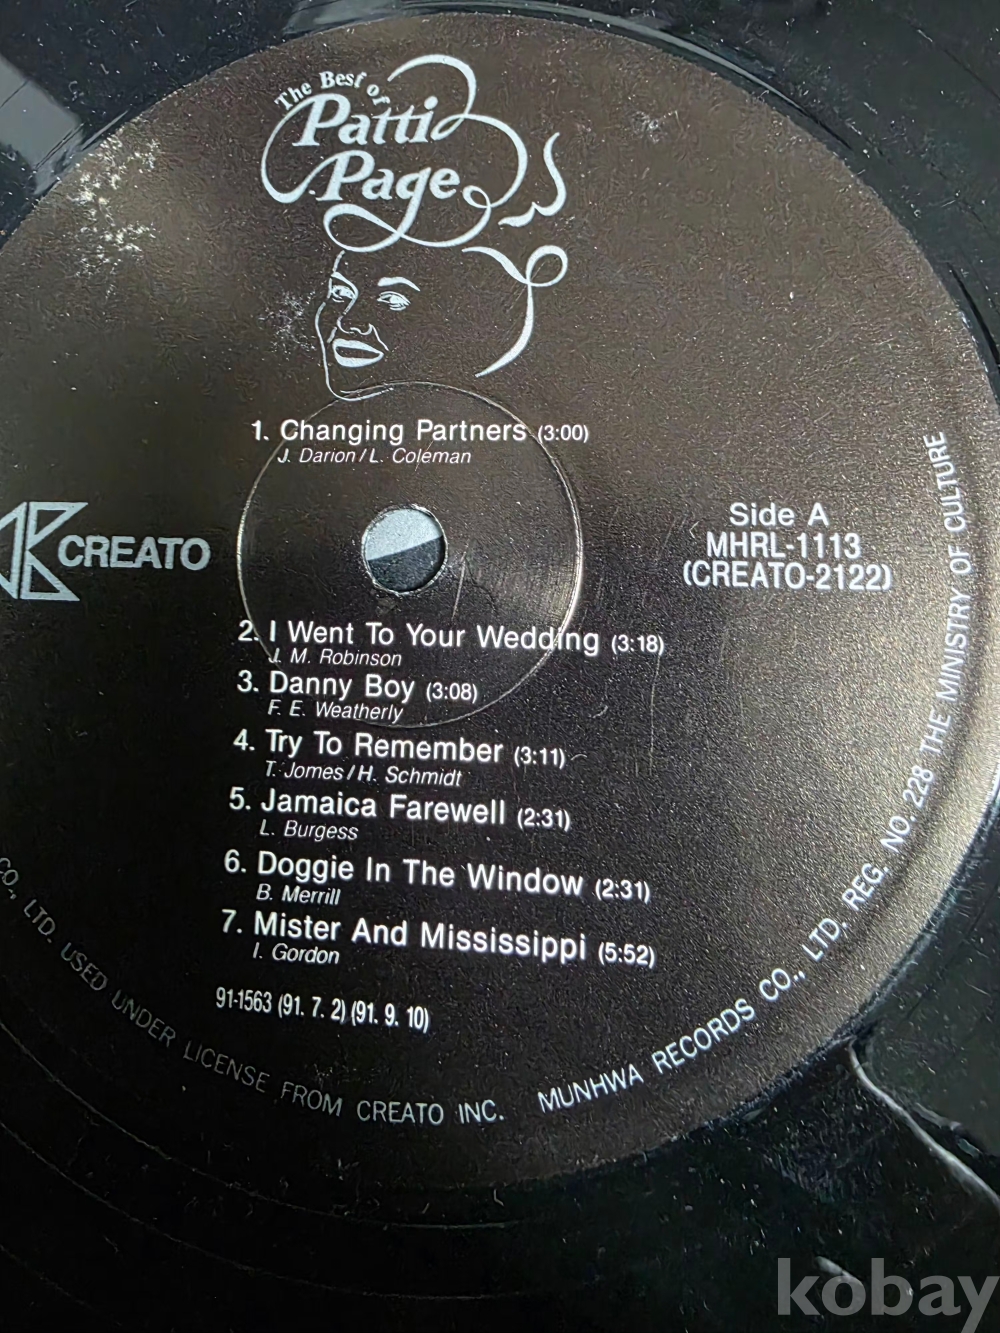 The Best of
Patti
Page
1. Changing Partners (3:00)
J. Darion/L. Coleman
CREATO
Side A
MHRL-1113
(CREATO-2122)
2. I Went To Your Wedding (3:18)
J. M. Robinson
3. Danny Boy (3:08)
F. E. Weatherly
4. Try To Remember (3:11)
T. Jomes/H. Schmidt
5. Jamaica Farewell (2:31)
L. Burgess
6. Doggie In The Window (2:31)
B. Merrill
7. Mister And Mississippi (5:52)
I. Gordon
91-1563 (91. 7. 2) (91. 9. 10)
CO., LTD. USED UNDER LICENSE FROM CREATO INC. MUNHWA RECORDS CO., LTD. REG. NO. 228 THE MINISTRY OF CULTURE
kobay